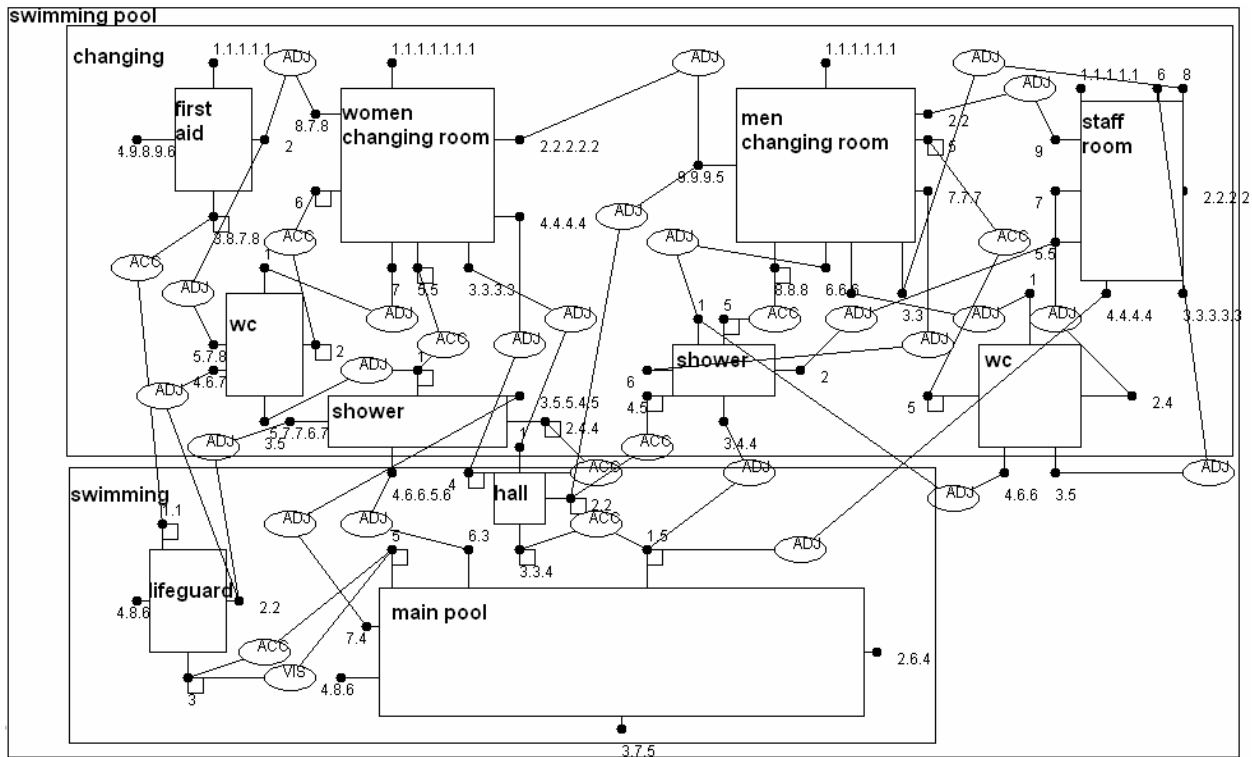 swimming pool
changing
1.1.1.1.1
ADJ
1.1.1.1.1.1.1
ADJ
1.1.1.1.1.1
ADJ
1.1.1.1.1
6
8
ADJ
first
aid
women
changing room
men
changing room
staff
room
8.7.8
2.2
4.9.8.9.6
2
2.2.2.2.2
9.9.9.5
5
9
6
7.7.7
7
2.2.2.2
3.8.7.8
4.4.4.4
ADJ
ACC
ADJ
ACC
5.5
ACC
1
7
5.5
3.3.3.3
8.8.8
6.6.6
3.3
1
4.4.4.4
3.3.3.3.3
ADJ
wc
ADJ
ADJ
1
5
ACC
ADJ
ADJ
ADJ
5.7.8
2
ACC
ADJ
shower
ADJ
wc
4.6.7
ADJ
1
6
2
ADJ
shower
3.5.5.4.5
4.5
5
2.4
3.5
5.7.7.6.7
2.4.4
3.4.4
ADJ
1
ACC
swimming
4.6.6.5.6
4
ACC
ADJ
4.6.6
3.5
ADJ
hall
ADJ
1.1
2.2
ADJ
ADJ
ACC
5
6.3
3.3.4
1.5
ADJ
lifeguard
4.8.6
2.2
main pool
7.4
ACC
VIS
4.8.6
2.6.4
3
3.7.5